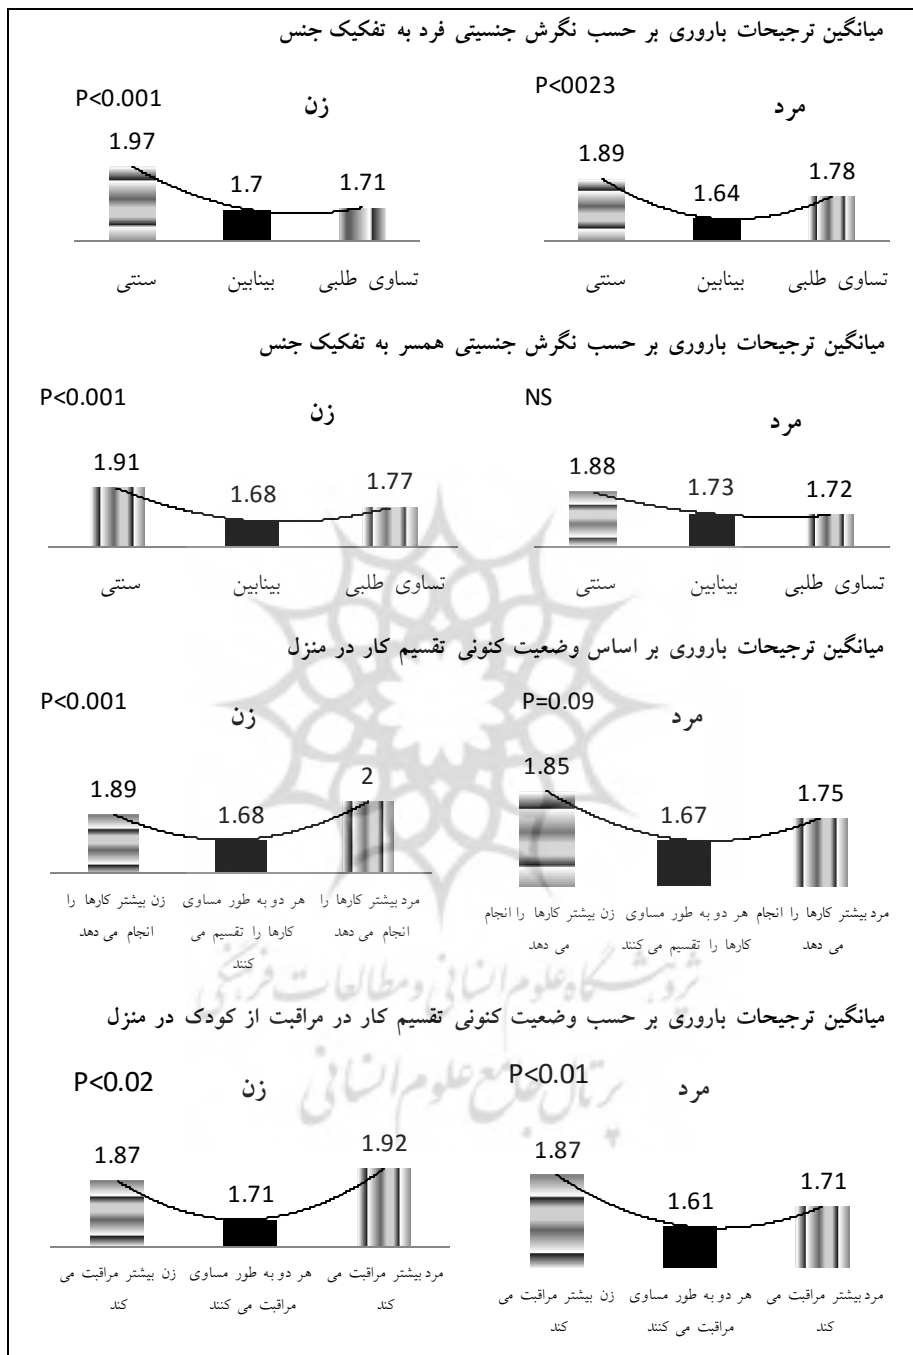 میانگین ترجیحات باروری بر حسب نگرش جنسیتی فرد به تفکیک جنس
P<0023
مرد
1.89
1.64
1.78
سنتی
بینابین
تساوی طلبی
P<0.001
زن
1.97
1.7
1.71
سنتی
بینابین
تساوی طلبی
میانگین ترجیحات باروری بر حسب نگرش جنسیتی همسر به تفکیک جنس
NS
مرد
1.88
1.73
1.72
سنتی
بینابین
تساوی طلبی
P<0.001
زن
1.91
1.68
1.77
سنتی
بینابین
تساوی طلبی
میانگین ترجیحات باروری بر اساس وضعیت کنونی تقسیم کار در منزل
P=0.09
مرد
1.85
1.67
1.75
زن بیشتر کارها را انجام
می دهد
هر دو به طور مساوی
کارها را تقسیم می کنند
مرد بیشتر کارها را انجام
می دهد
P<0.001
زن
1.89
1.68
2
زن بیشتر کارها را
انجام می دهد
هر دو به طور مساوی
کارها را تقسیم می
کنند
مرد بیشتر کارها را
انجام می دهد
پژوهشگاه علوم انسانی و مطالعات فرهنگی
میانگین ترجیحات باروری بر حسب وضعیت کنونی تقسیم کار در مراقبت از کودک در منزل
پرتال جامع علوم انسانی
P<0.01
مرد
1.87
1.61
1.71
زن بیشتر مراقبت می
کند
هر دو به طور مساوی
مراقبت می کنند
مرد بیشتر مراقبت می
کند
P<0.02
زن
1.87
1.71
1.92
زن بیشتر مراقبت می
کند
هر دو به طور مساوی
مراقبت می کنند
مرد بیشتر مراقبت می
کند